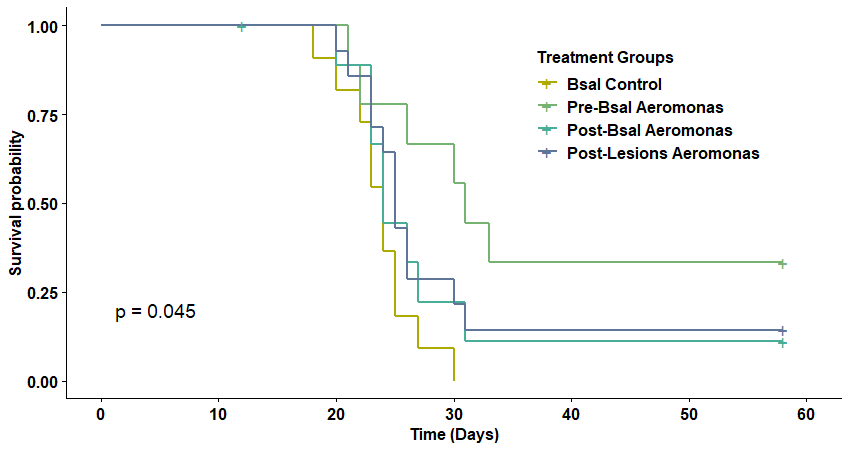 1.00
0.75
0.50
0.25
0.00
Survival probability
Treatment Groups
Bsal Control
Pre-Bsal Aeromonas
Post-Bsal Aeromonas
Post-Lesions Aeromonas
p = 0.045
0 10 20 30 40 50 60
Time (Days)